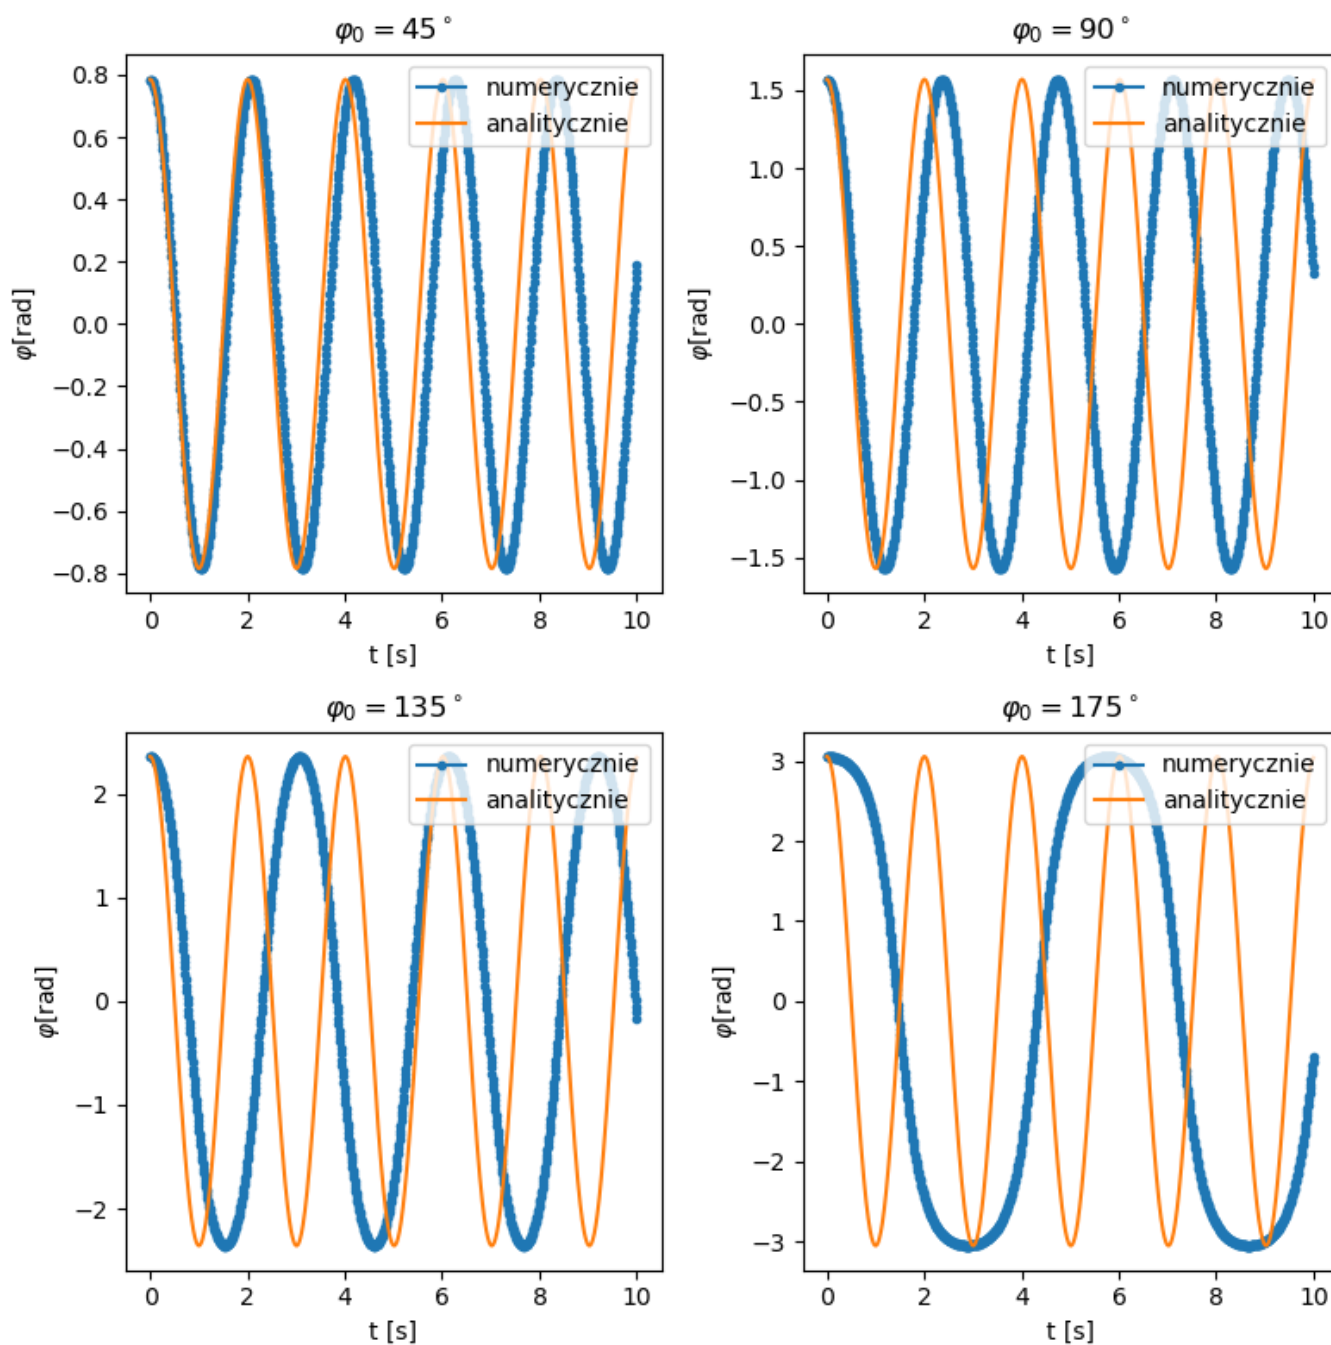 φ₀ = 45°
0.8
0.6
0.4
0.2
0.0
−0.2
−0.4
−0.6
−0.8
φ[rad]
numerycznie
analitycznie
0 2 4 6 8 10
t [s]
φ₀ = 90°
1.5
1.0
0.5
0.0
−0.5
−1.0
−1.5
φ[rad]
numerycznie
analitycznie
0 2 4 6 8 10
t [s]
φ₀ = 135°
2
1
0
−1
−2
φ[rad]
numerycznie
analitycznie
0 2 4 6 8 10
t [s]
φ₀ = 175°
3
2
1
0
−1
−2
−3
φ[rad]
numerycznie
analitycznie
0 2 4 6 8 10
t [s]